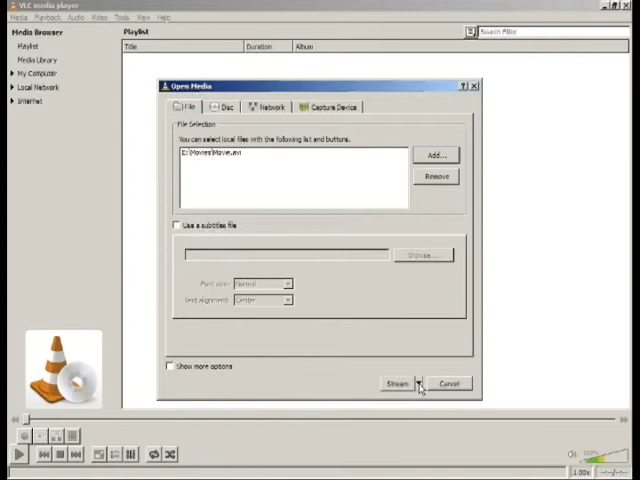 VLC media player
Media Playback Audio Video Tools View Help
Media Browser
Playlist
Search Filter
Playlist
Title Duration Album
Media Library
My Computer
Local Network
Internet
Open Media
File Disc Network Capture Device
File Selection
You can select local files with the following list and buttons.
E:\Movies\Movie.avi
Add...
Remove
Use a subtitles file
Browse...
Font size: Normal
Text alignment: Center
Show more options
Stream Cancel
100%
1.00x